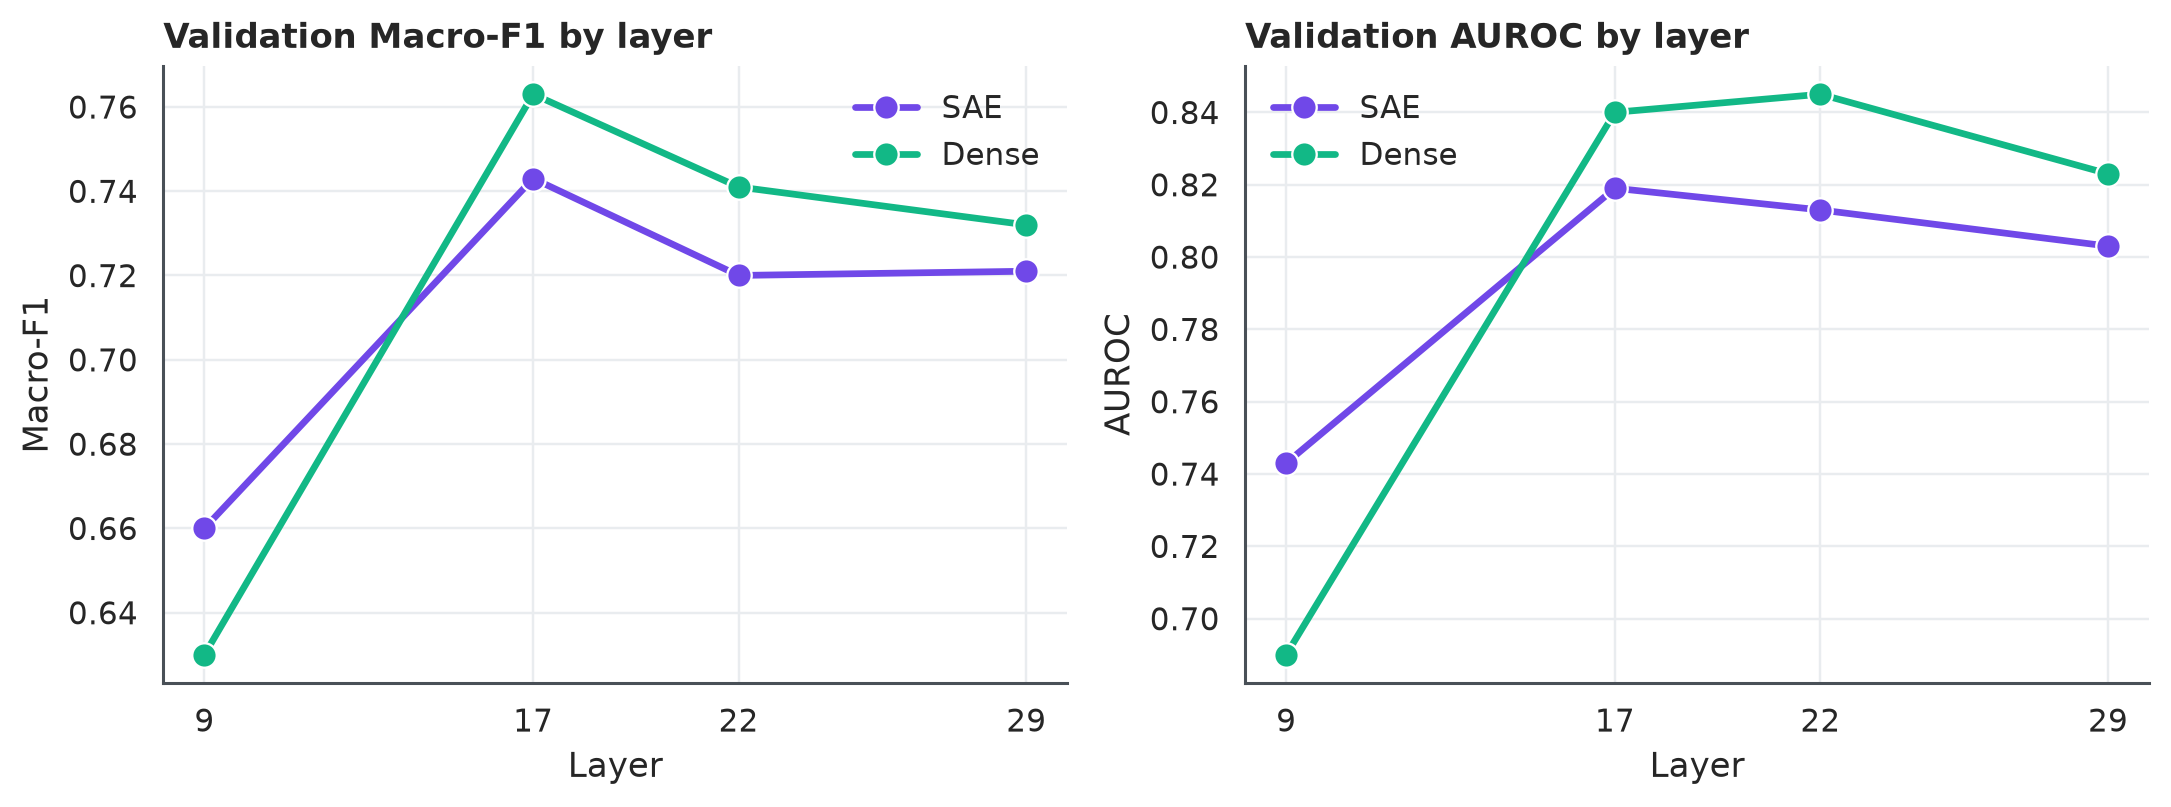 Validation Macro-F1 by layer
Macro-F1
0.76
0.74
0.72
0.70
0.68
0.66
0.64
SAE
Dense
9 17 22 29
Layer
Validation AUROC by layer
AUROC
0.84
0.82
0.80
0.78
0.76
0.74
0.72
0.70
SAE
Dense
9 17 22 29
Layer